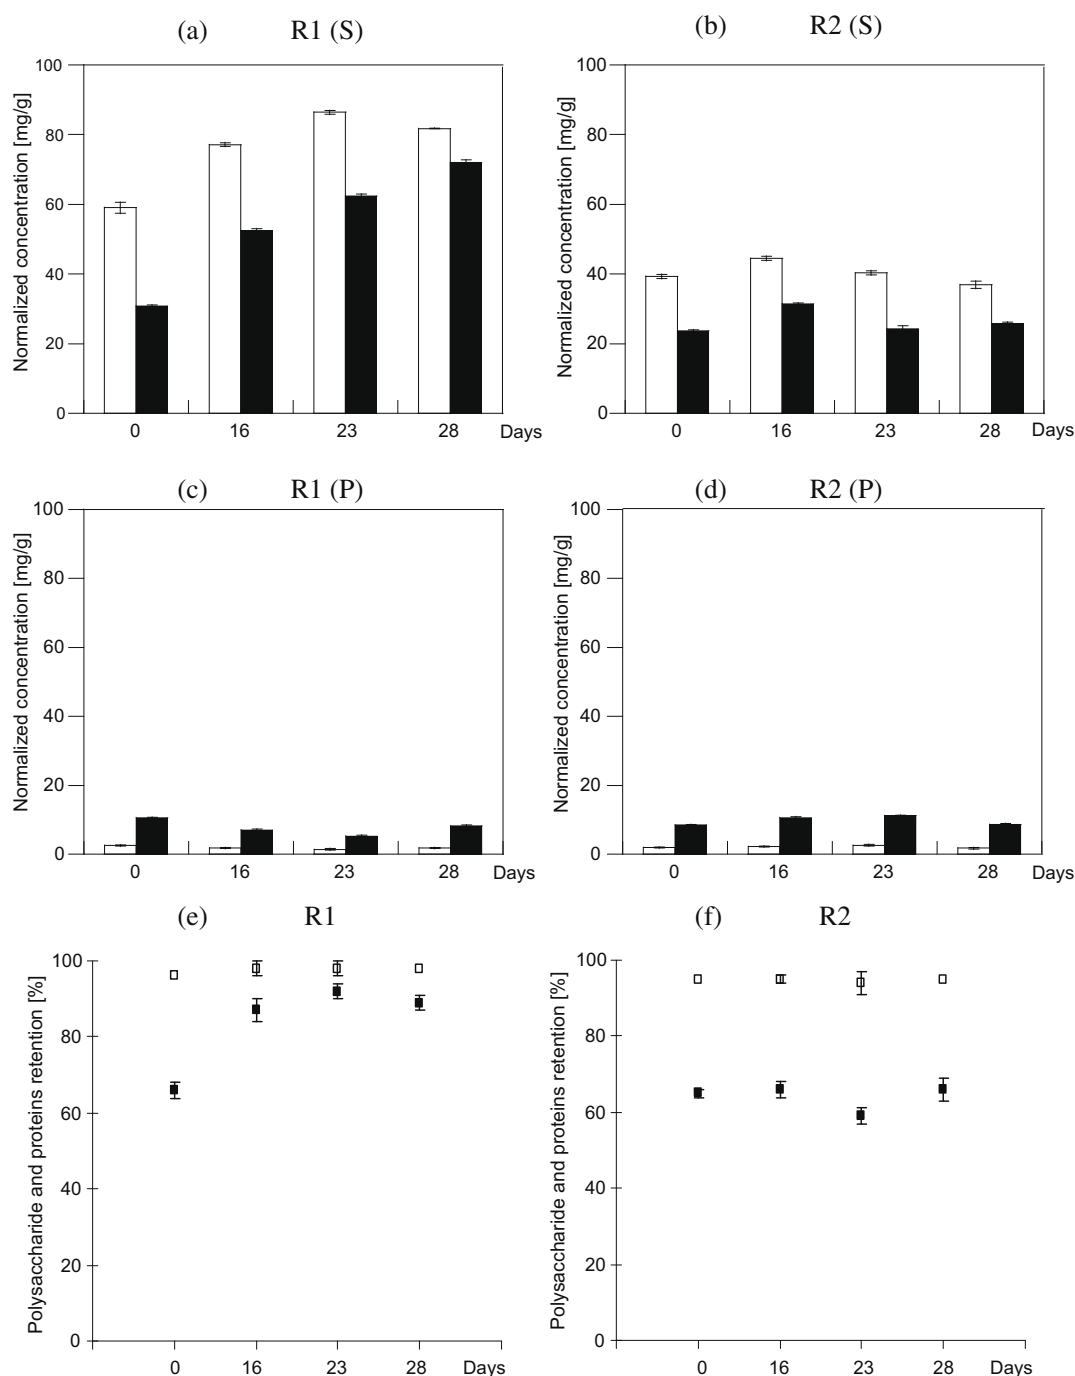 (a) R1 (S)
Normalized concentration [mg/g]
100
80
60
40
20
0
0 16 23 28 Days
(b) R2 (S)
Normalized concentration [mg/g]
100
80
60
40
20
0
0 16 23 28 Days
(c) R1 (P)
Normalized concentration [mg/g]
100
80
60
40
20
0
0 16 23 28 Days
(d) R2 (P)
Normalized concentration [mg/g]
100
80
60
40
20
0
0 16 23 28 Days
(e) R1
Polysaccharide and proteins retention [%]
100
80
60
40
20
0
0 16 23 28 Days
(f) R2
Polysaccharide and proteins retention [%]
100
80
60
40
20
0
0 16 23 28 Days